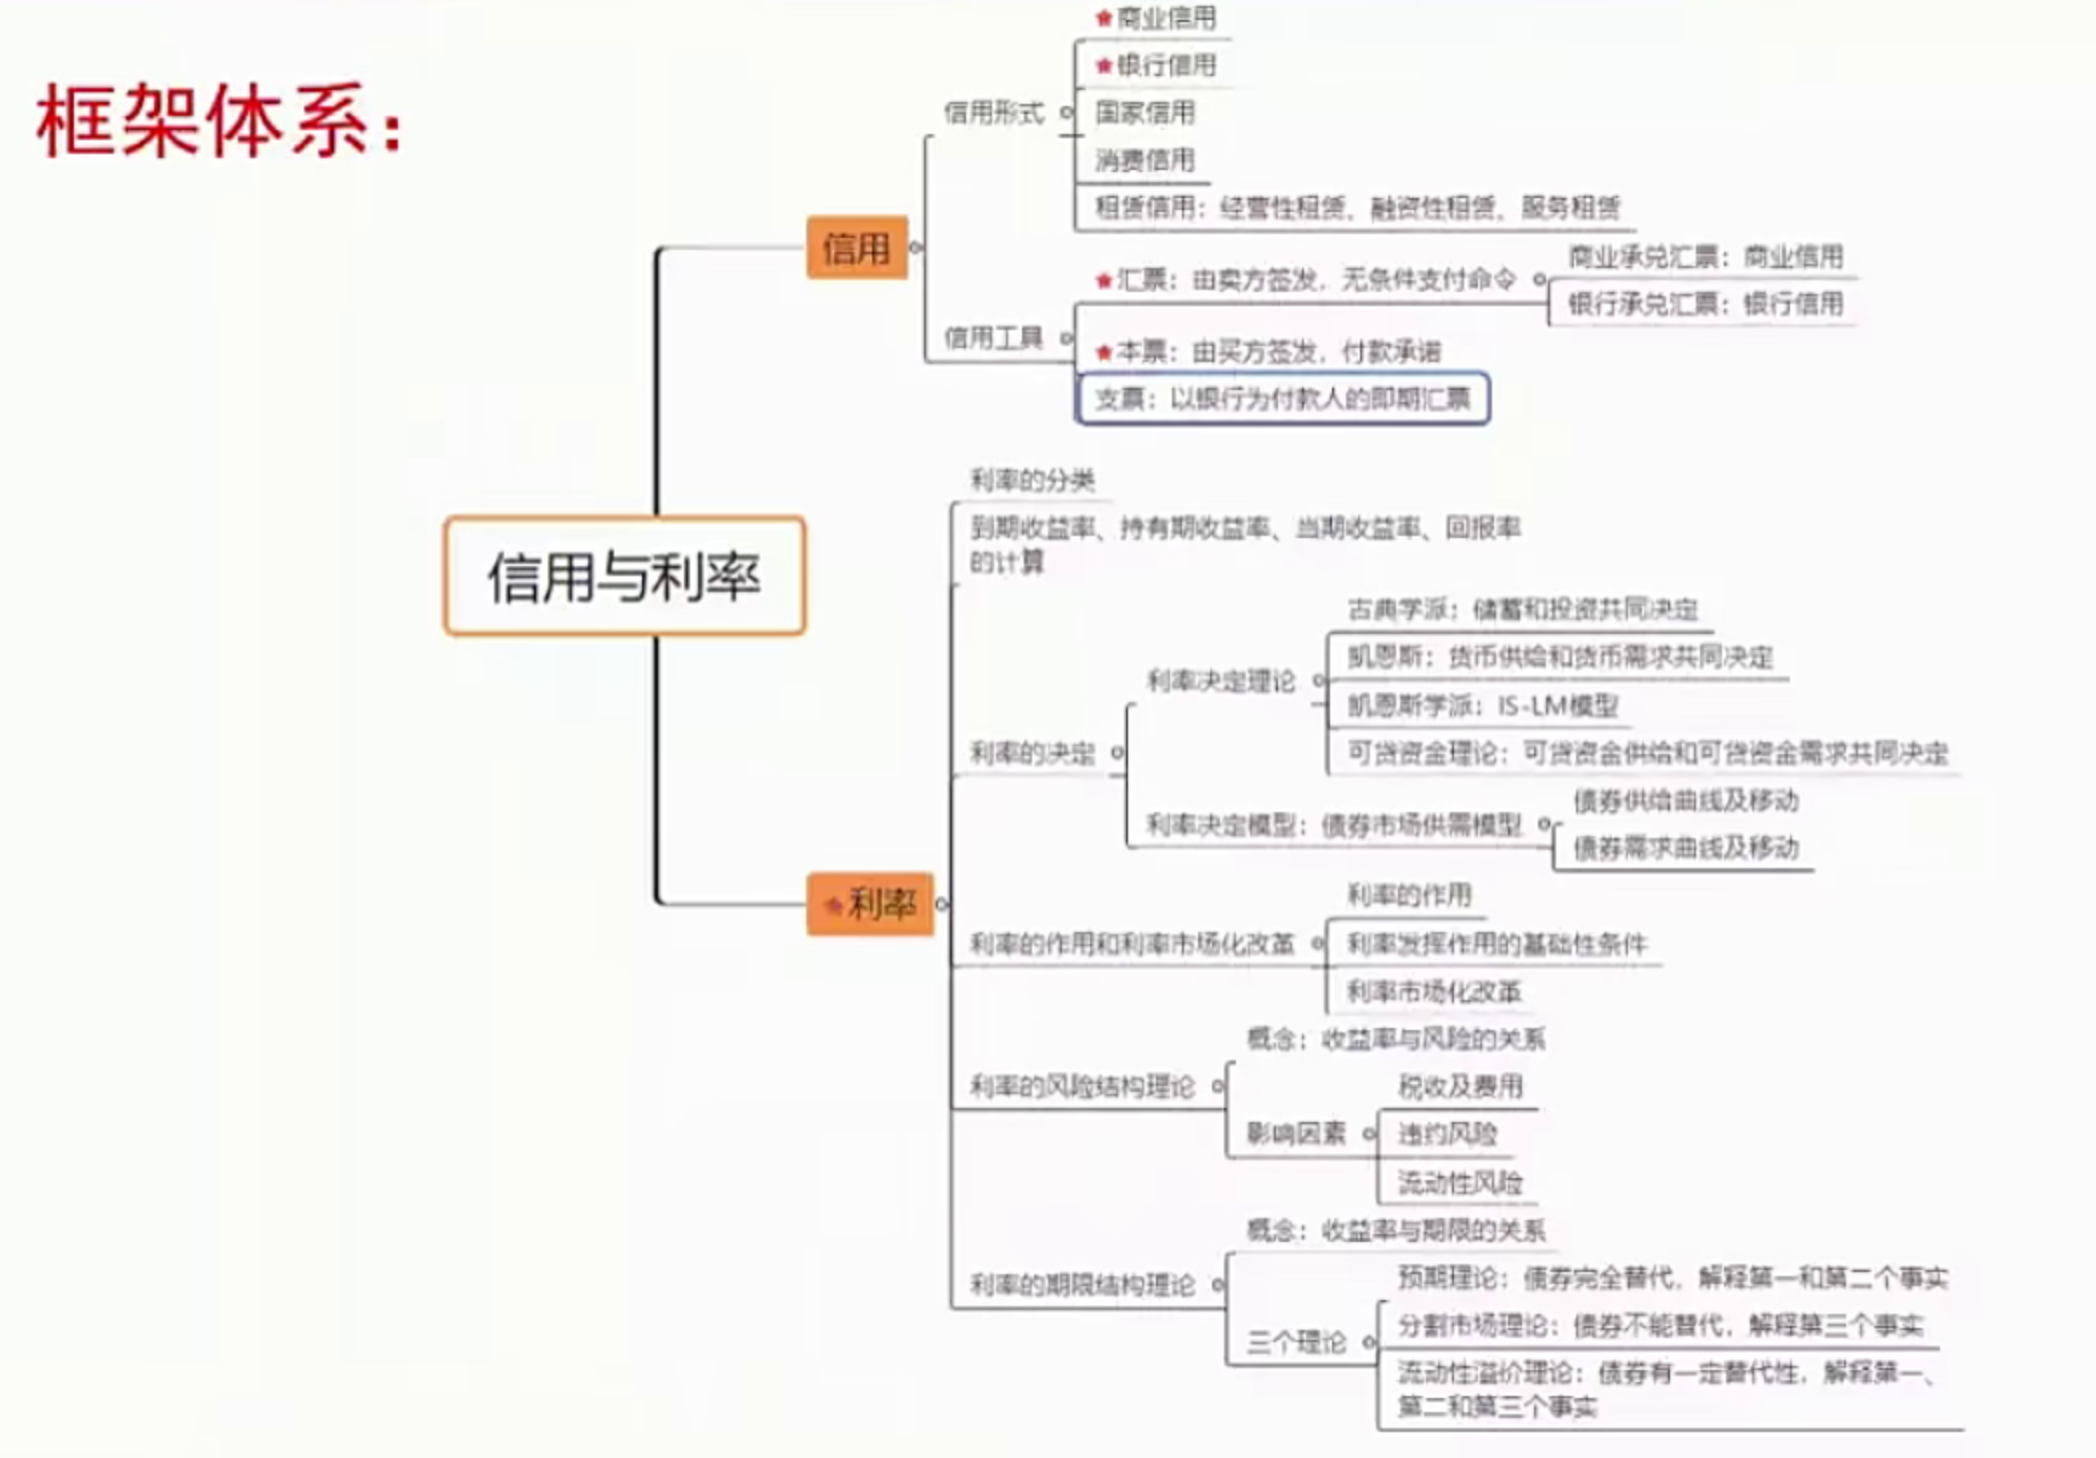 框架体系：
信用与利率
信用
信用形式
★商业信用
★银行信用
国家信用
消费信用
租赁信用：经营性租赁，融资性租赁，服务租赁
信用工具
★汇票：由卖方签发，无条件支付命令
商业承兑汇票：商业信用
银行承兑汇票：银行信用
★本票：由买方签发，付款承诺
支票：以银行为付款人的即期汇票
★利率
利率的分类
到期收益率、持有期收益率、当期收益率、回报率
的计算
利率的决定
利率决定理论
古典学派：储蓄和投资共同决定
凯恩斯：货币供给和货币需求共同决定
凯恩斯学派：IS-LM模型
可贷资金理论：可贷资金供给和可贷资金需求共同决定
利率决定模型：债券市场供需模型
债券供给曲线及移动
债券需求曲线及移动
利率的作用和利率市场化改革
利率的作用
利率发挥作用的基础性条件
利率市场化改革
利率的风险结构理论
概念：收益率与风险的关系
影响因素
税收及费用
违约风险
流动性风险
利率的期限结构理论
概念：收益率与期限的关系
三个理论
预期理论：债券完全替代，解释第一和第二个事实
分割市场理论：债券不能替代，解释第三个事实
流动性溢价理论：债券有一定替代性，解释第一、
第二和第三个事实